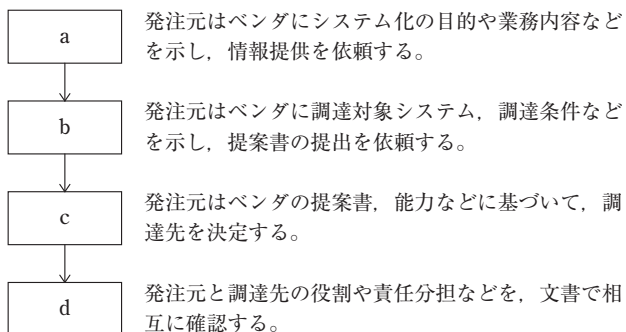 a
発注元はベンダにシステム化の目的や業務内容など
を示し，情報提供を依頼する。
b
発注元はベンダに調達対象システム，調達条件など
を示し，提案書の提出を依頼する。
c
発注元はベンダの提案書，能力などに基づいて，調
達先を決定する。
d
発注元と調達先の役割や責任分担などを，文書で相
互に確認する。